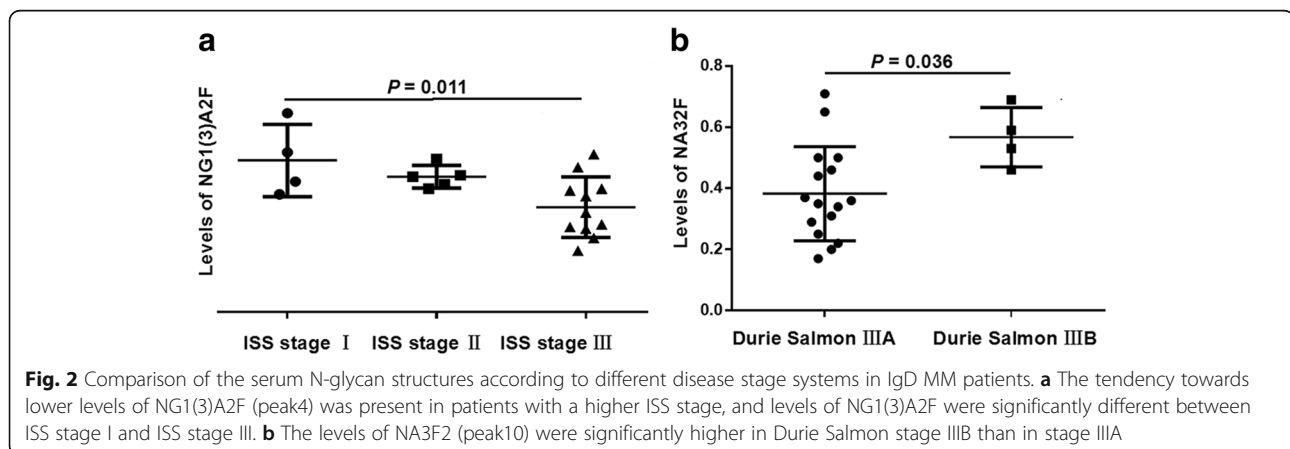 a
Levels of NG1(3)A2F
P = 0.011
ISS stage Ⅰ ISS stage Ⅱ ISS stage Ⅲ
b
Levels of NA32F
P = 0.036
0.8
0.6
0.4
0.2
0.0
Durie Salmon ⅢA Durie Salmon ⅢB
Fig. 2 Comparison of the serum N-glycan structures according to different disease stage systems in IgD MM patients. a The tendency towards
lower levels of NG1(3)A2F (peak4) was present in patients with a higher ISS stage, and levels of NG1(3)A2F were significantly different between
ISS stage I and ISS stage III. b The levels of NA3F2 (peak10) were significantly higher in Durie Salmon stage IIIB than in stage IIIA